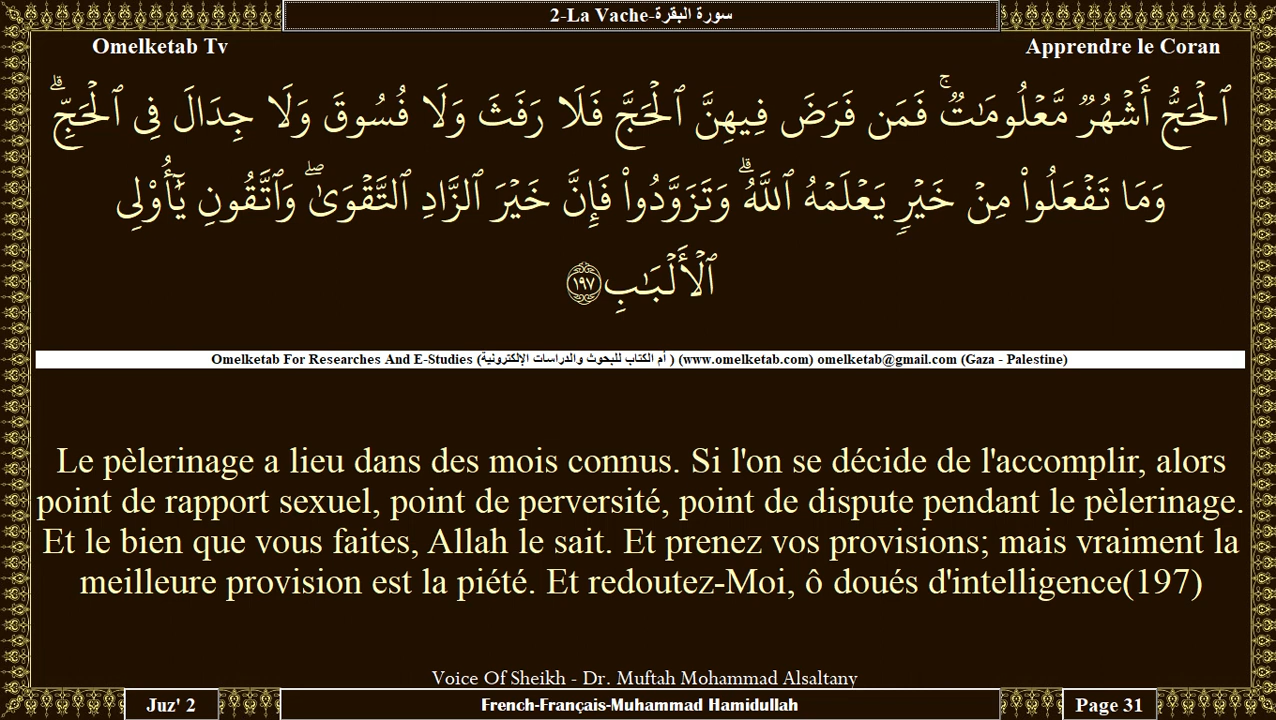 2-La Vache-سورة البقرة
Omelketab Tv
Apprendre le Coran
ٱلۡحَجُّ أَشۡهُرٞ مَّعۡلُومَٰتٞۚ فَمَن فَرَضَ فِيهِنَّ ٱلۡحَجَّ فَلَا رَفَثَ وَلَا فُسُوقَ وَلَا جِدَالَ فِي ٱلۡحَجِّۗ
وَمَا تَفۡعَلُواْ مِنۡ خَيۡرٖ يَعۡلَمۡهُ ٱللَّهُۗ وَتَزَوَّدُواْ فَإِنَّ خَيۡرَ ٱلزَّادِ ٱلتَّقۡوَىٰۖ وَٱتَّقُونِ يَٰٓأُوْلِي
ٱلۡأَلۡبَٰبِ ١٩٧
Omelketab For Researches And E-Studies (أم الكتاب للبحوث والدراسات الإلكترونية ) (www.omelketab.com) omelketab@gmail.com (Gaza - Palestine)
Le pèlerinage a lieu dans des mois connus. Si l'on se décide de l'accomplir, alors
point de rapport sexuel, point de perversité, point de dispute pendant le pèlerinage.
Et le bien que vous faites, Allah le sait. Et prenez vos provisions; mais vraiment la
meilleure provision est la piété. Et redoutez-Moi, ô doués d'intelligence(197)
Voice Of Sheikh - Dr. Muftah Mohammad Alsaltany
Juz' 2
French-Français-Muhammad Hamidullah
Page 31